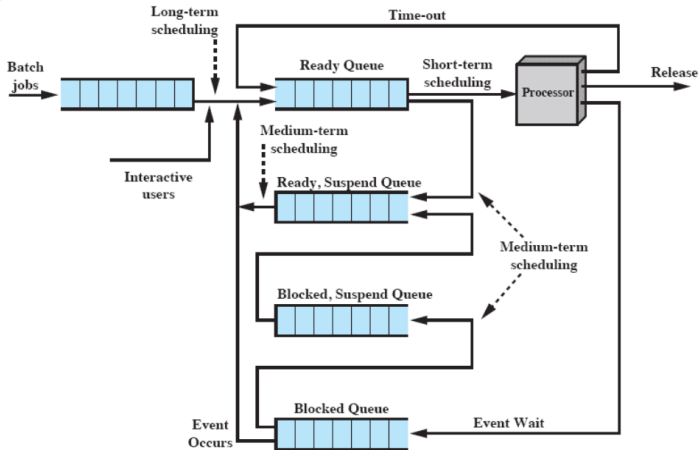 Long-term
scheduling
Time-out
Batch
jobs
Ready Queue
Short-term
scheduling
Processor
Release
Medium-term
scheduling
Interactive
users
Ready, Suspend Queue
Medium-term
scheduling
Blocked, Suspend Queue
Blocked Queue
Event
Occurs
Event Wait